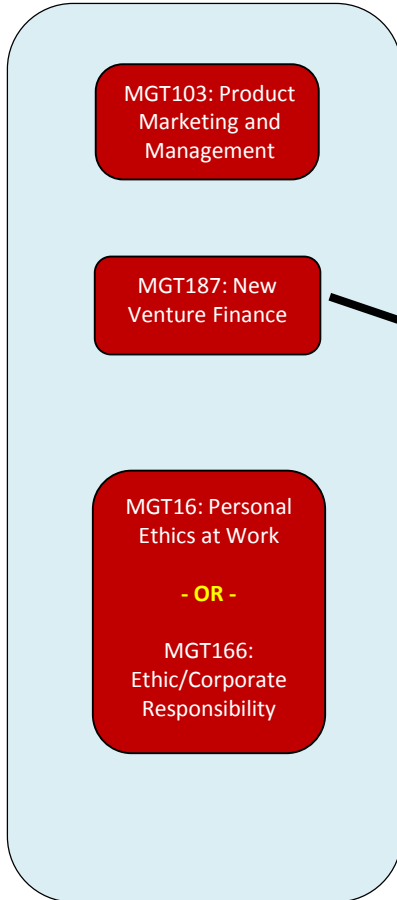 MGT103: Product
Marketing and
Management
MGT187: New
Venture Finance
MGT16: Personal
Ethics at Work
- OR -
MGT166:
Ethic/Corporate
Responsibility